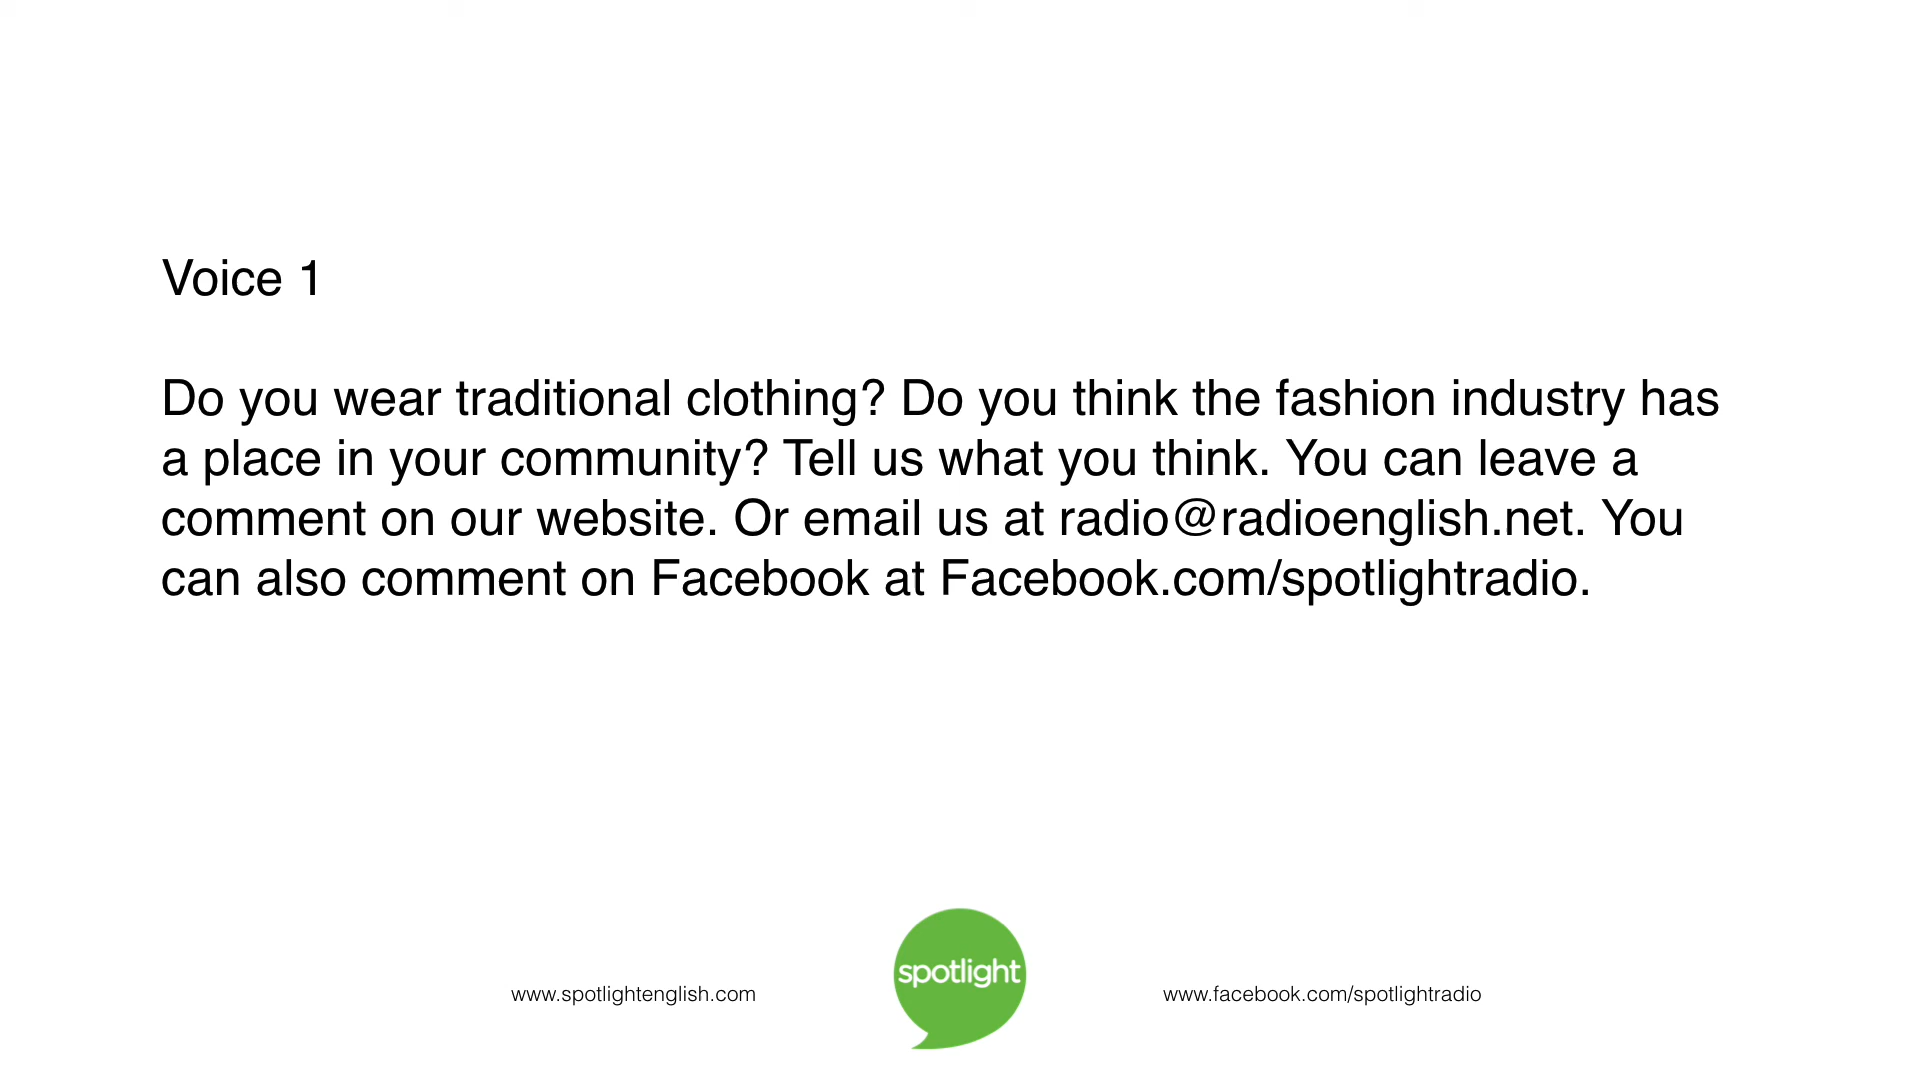 Voice 1
Do you wear traditional clothing? Do you think the fashion industry has
a place in your community? Tell us what you think. You can leave a
comment on our website. Or email us at radio@radioenglish.net. You
can also comment on Facebook at Facebook.com/spotlightradio.
spotlight
www.spotlightenglish.com
www.facebook.com/spotlightradio